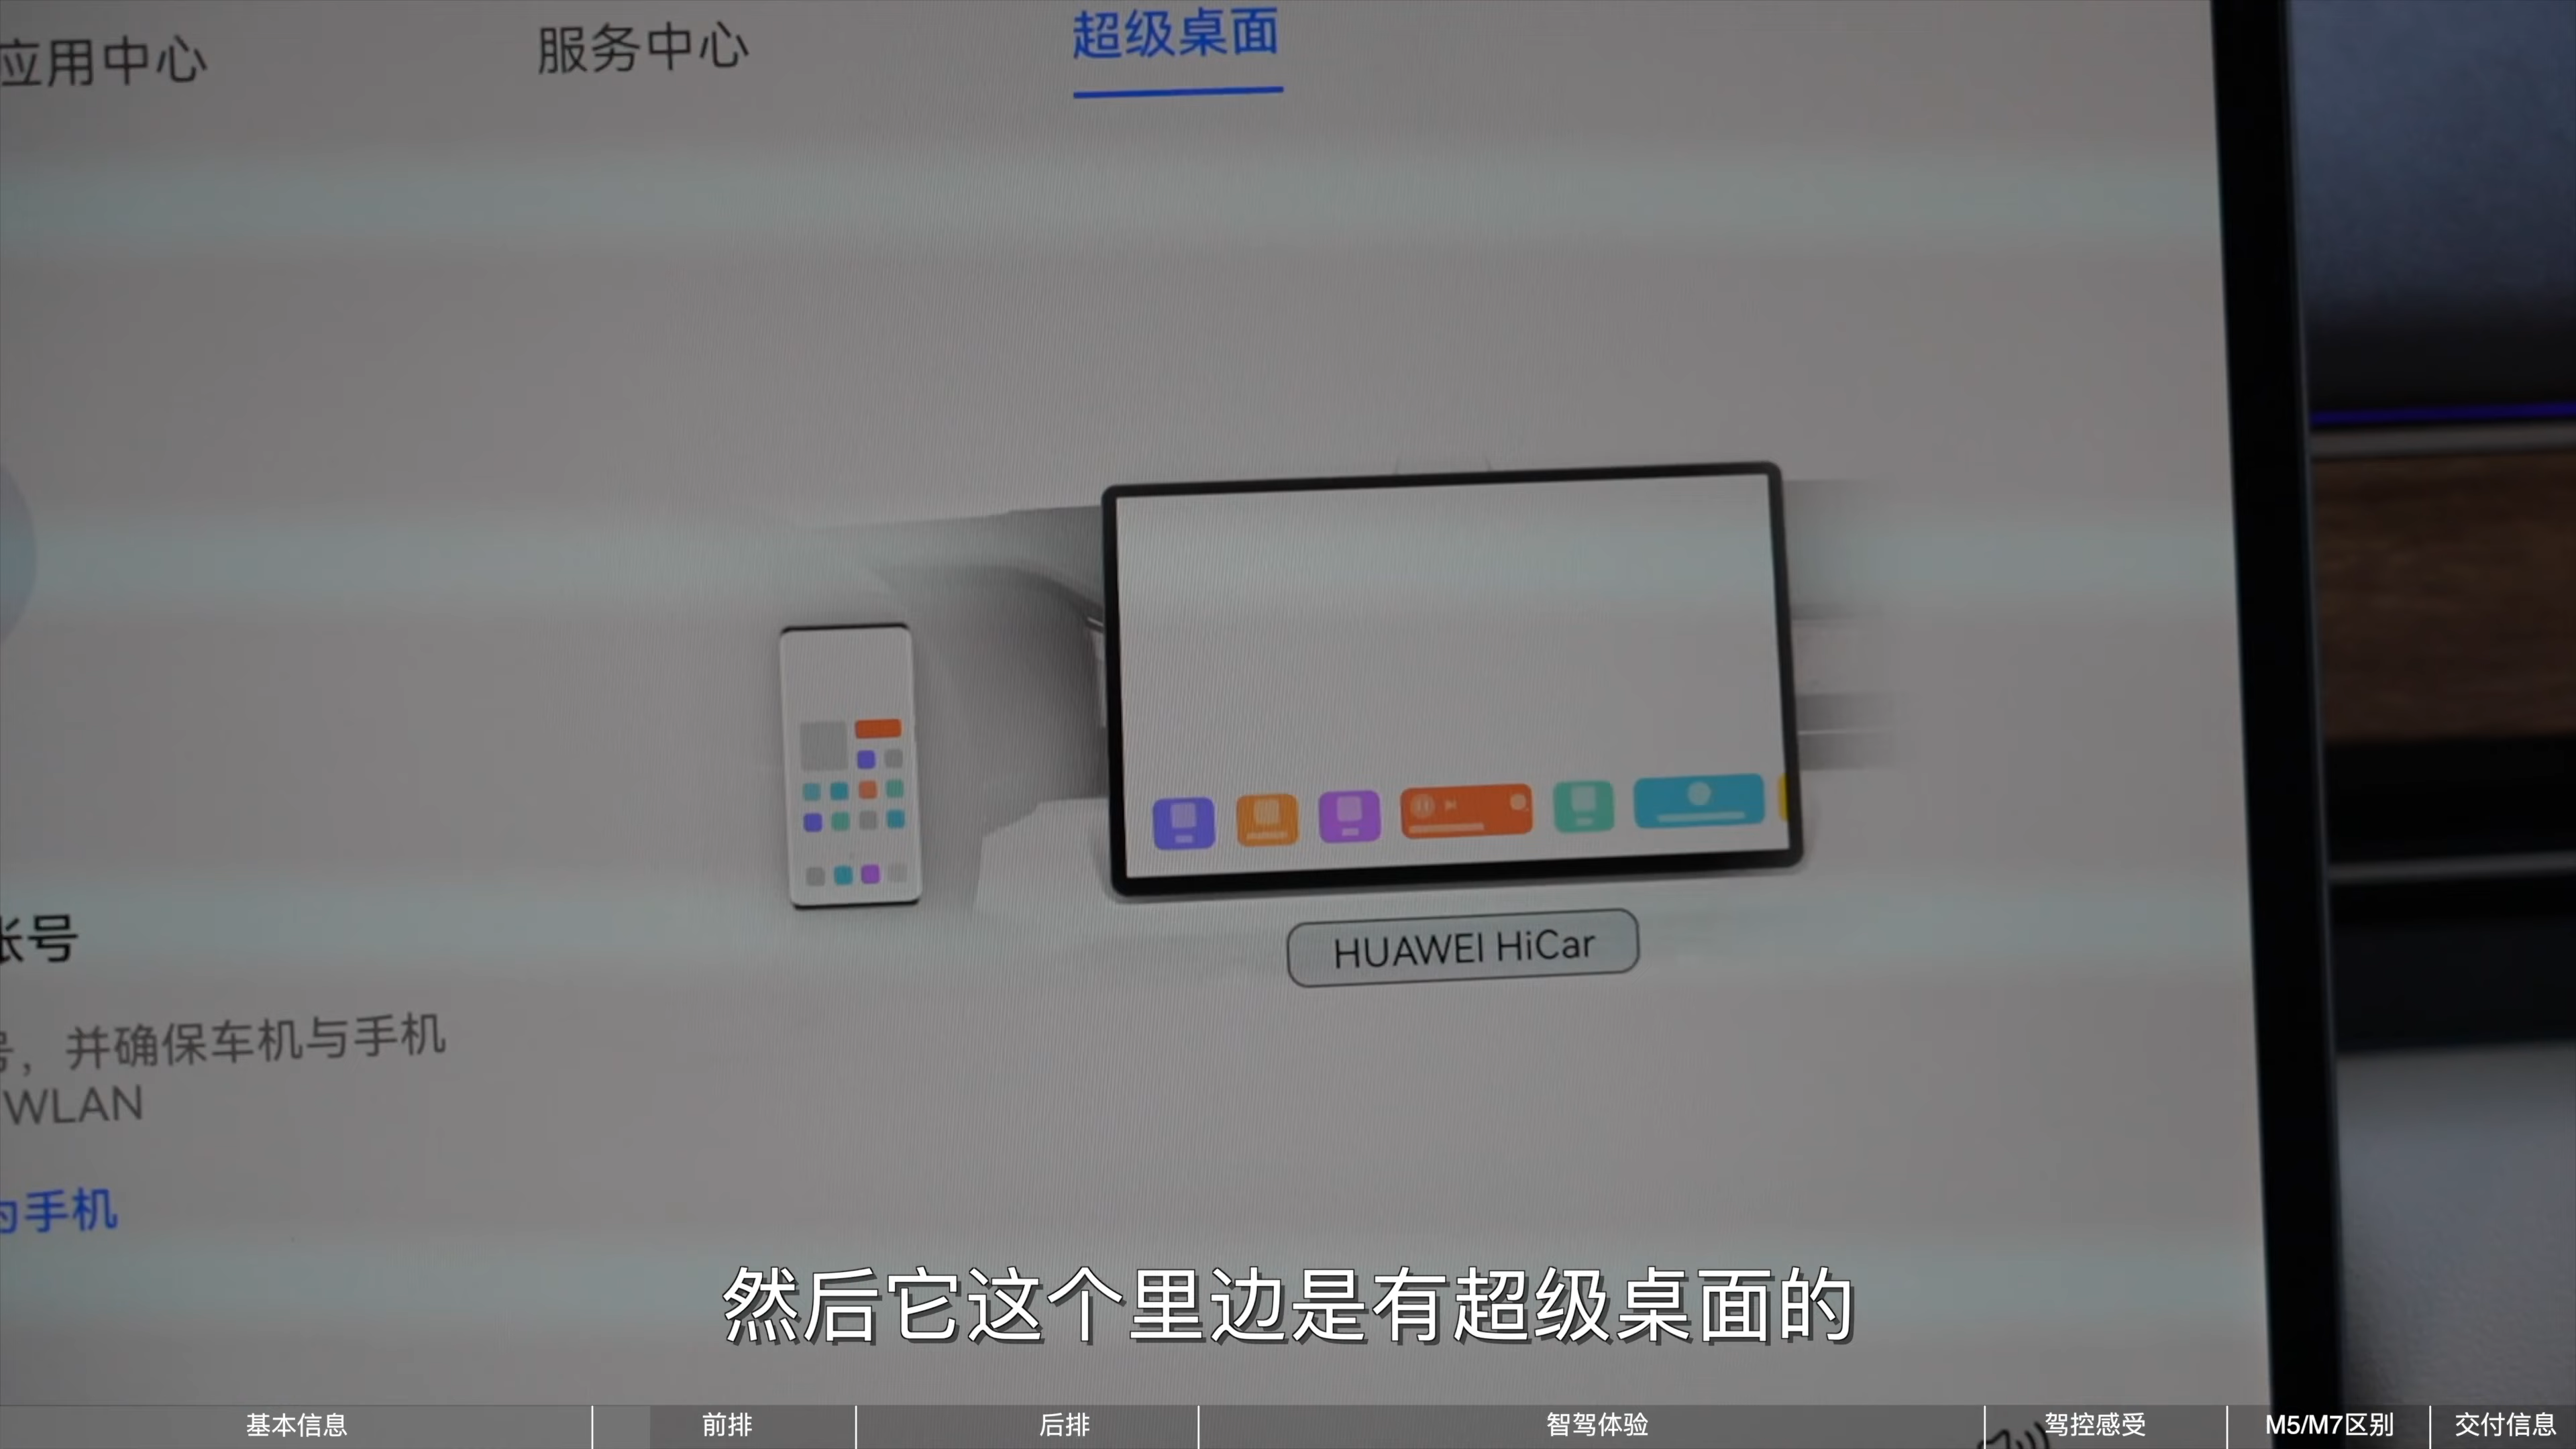 应用中心
服务中心
超级桌面
HUAWEI HiCar
账号
号，并确保车机与手机
WLAN
为手机
然后它这个里边是有超级桌面的
基本信息
前排
后排
智驾体验
驾控感受
M5/M7区别
交付信息